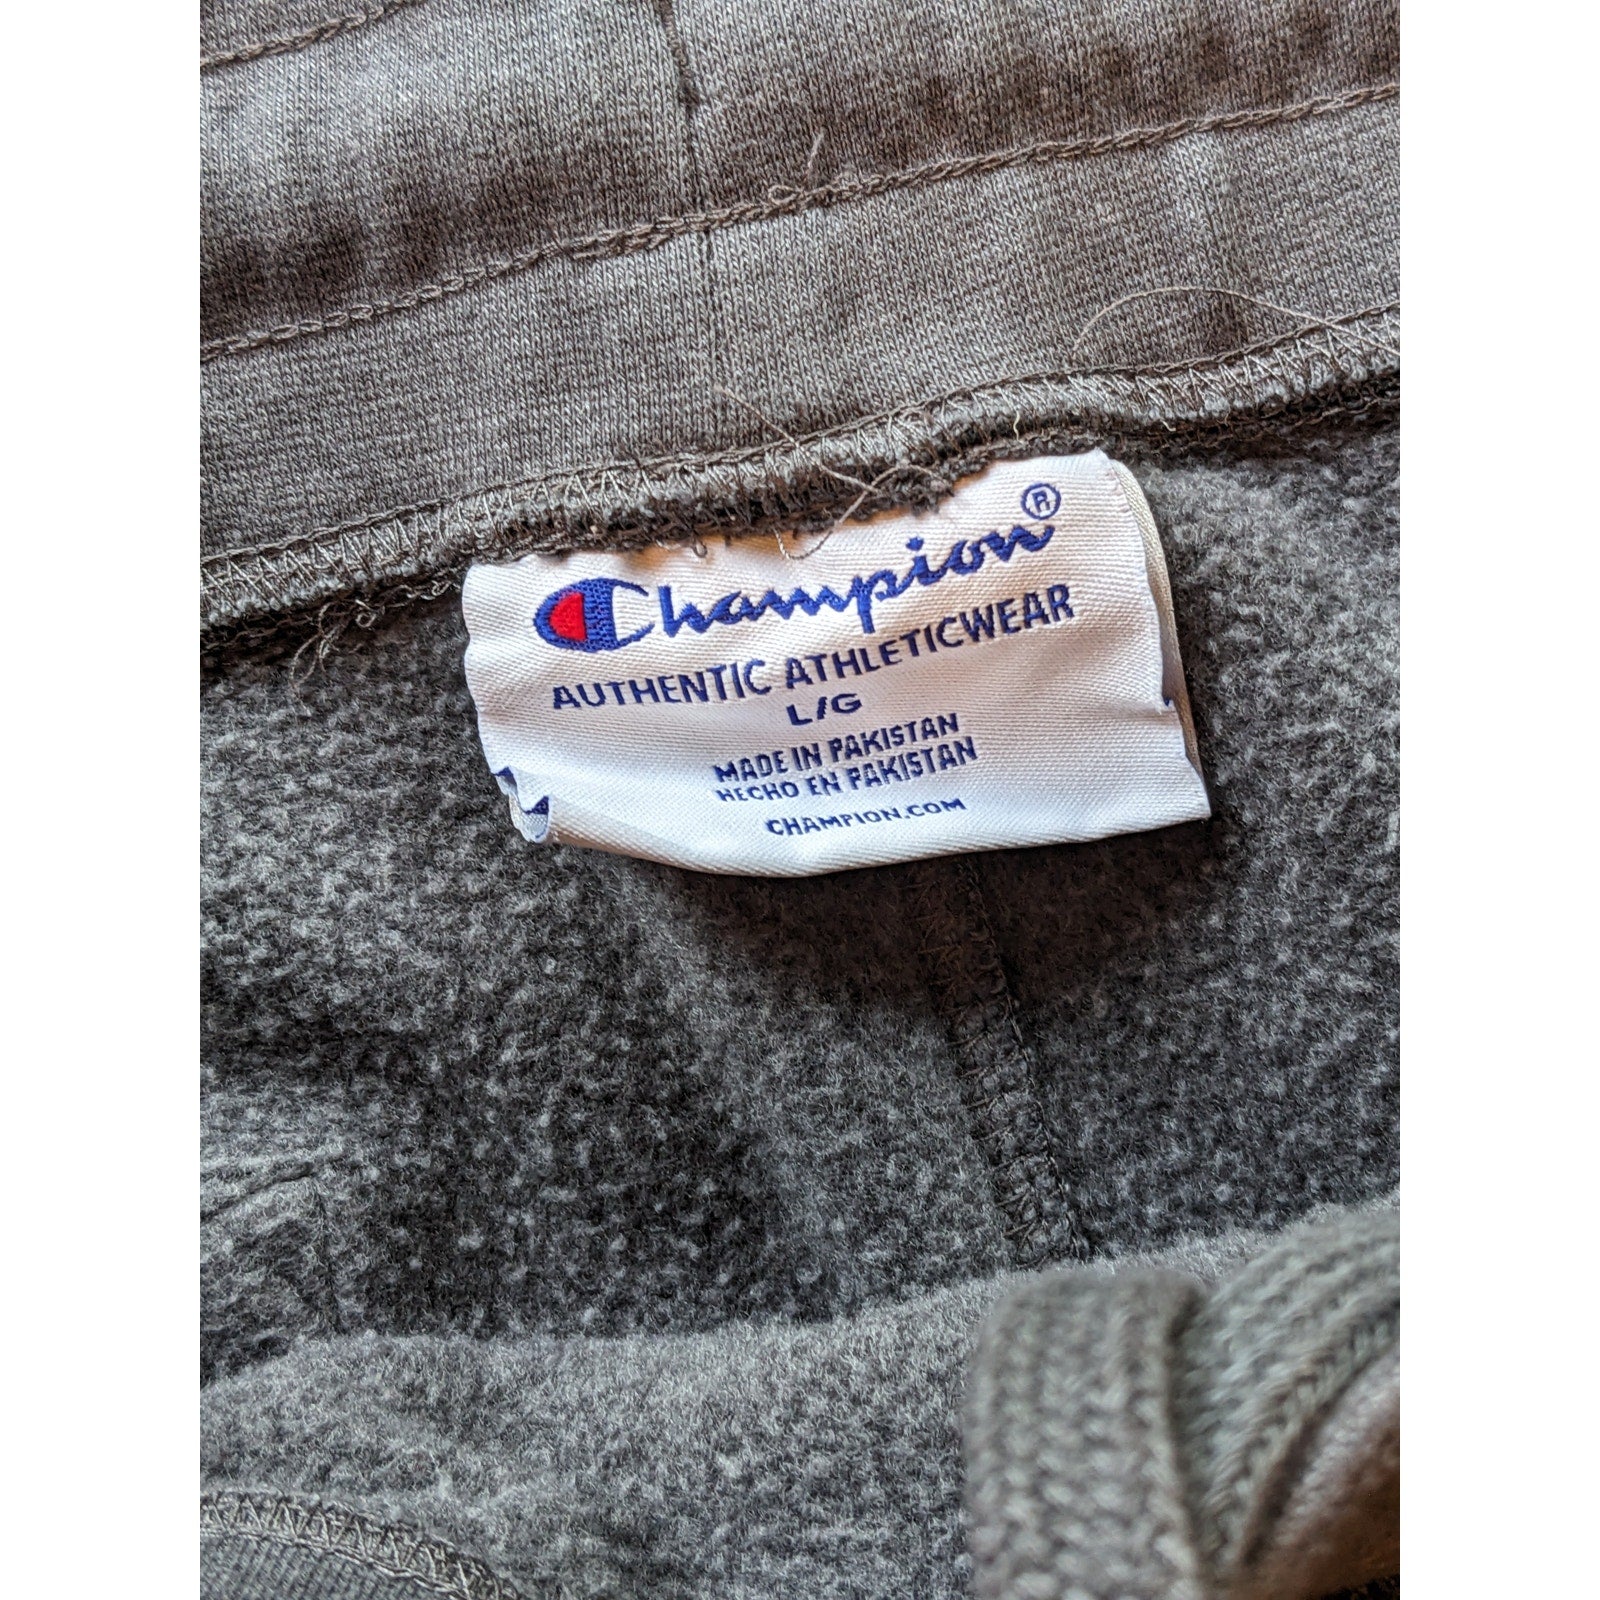 Champion®
AUTHENTIC ATHLETICWEAR
L/G
MADE IN PAKISTAN
HECHO EN PAKISTAN
CHAMPION.COM